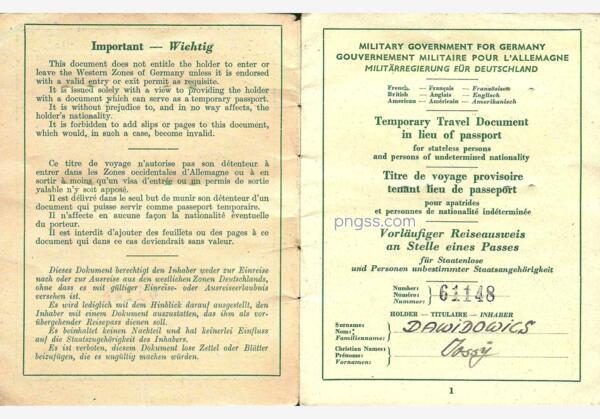 Important — Wichtig
This document does not entitle the holder to enter or
leave the Western Zones of Germany unless it is endorsed
with a valid entry or exit permit as requisite.
It is issued solely with a view to providing the holder
with a document which can serve as a temporary passport.
It is without prejudice to, and in no way affects, the
holder's nationality.
It is forbidden to add slips or pages to this document,
which would, in such a case, become invalid.
Ce titre de voyage n'autorise pas son détenteur à
entrer dans les Zones occidentales d'Allemagne ou à en
sortir à moins qu'un visa d'entrée ou un permis de sortie
valable n'y soit apposé.
Il est délivré dans le seul but de munir son détenteur d'un
document qui puisse servir comme passeport temporaire.
Il n'affecte en aucune façon la nationalité éventuelle
du porteur.
Il est interdit d'ajouter des feuillets ou des pages à ce
document qui dans ce cas deviendrait sans valeur.
Dieses Dokument berechtigt den Inhaber weder zur Einreise
nach oder zur Ausreise aus den westlichen Zonen Deutschlands,
ohne dass es mit gültiger Einreise- oder Ausreiseerlaubnis
versehen ist.
Es wird lediglich mit dem Hinblick darauf ausgestellt, den
Inhaber mit einem Dokument auszustatten, das ihm als vor-
übergehender Reisepass dienen soll.
Es beinhaltet keinen Nachteil und hat keinerlei Einfluss
auf die Staatszugehörigkeit des Inhabers.
Es ist verboten, diesem Dokument lose Zettel oder Blätter
beizufügen, die es ungültig machen würden.
MILITARY GOVERNMENT FOR GERMANY
GOUVERNEMENT MILITAIRE POUR L'ALLEMAGNE
MILITÄRREGIERUNG FÜR DEUTSCHLAND
French — Français — Französisch
British — Anglais — Englisch
American — Américain — Amerikanisch
Temporary Travel Document
in lieu of passport
for stateless persons
and persons of undetermined nationality
Titre de voyage provisoire
tenant lieu de passeport
pour apatrides
et personnes de nationalité indéterminée
pngss.com
Vorläufiger Reiseausweis
an Stelle eines Passes
für Staatenlose
und Personen unbestimmter Staatsangehörigkeit
Number:
Numéro: 61148
Nummer:
HOLDER — TITULAIRE — INHABER
Surname:
Nom: DAWIDOWICS
Familienname:
Christian Names:
Prénoms:
Vornamen:
1